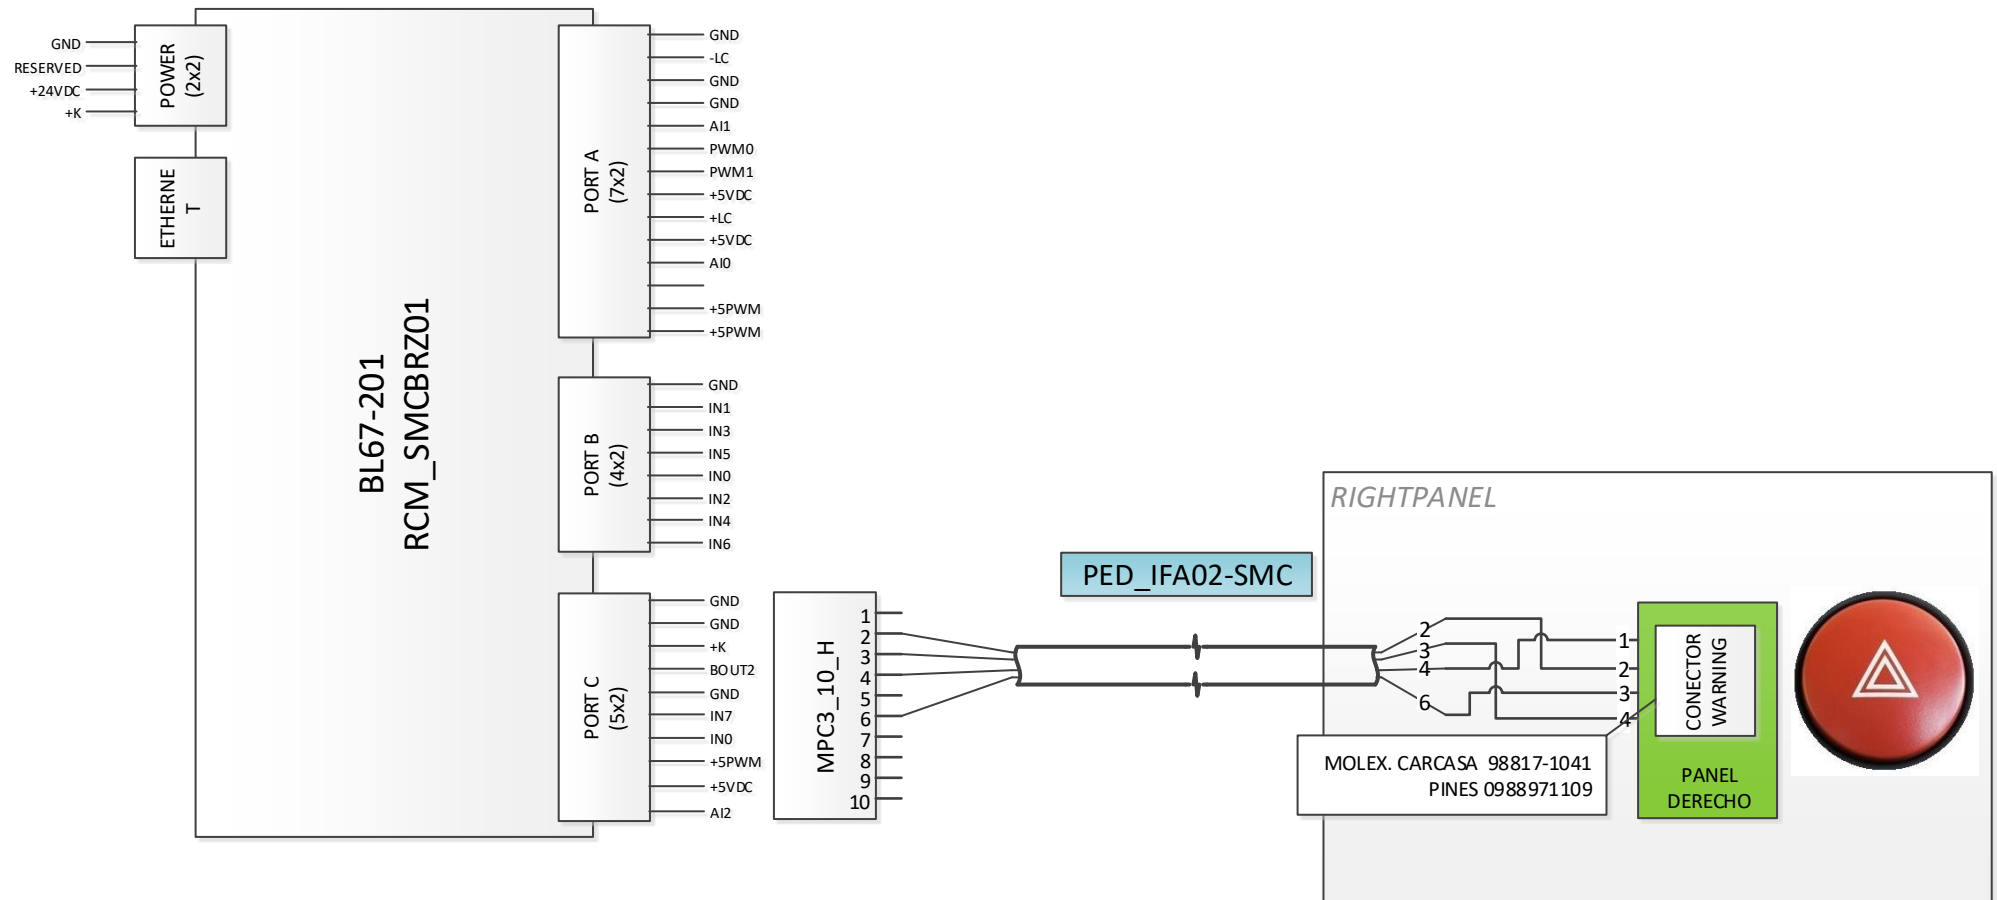 GND
RESERVED
+24VDC
+K
POWER
(2x2)
ETHERNE
T
BL67-201
RCM_SMCBRZ01
PORT A
(7x2)
GND
-LC
GND
GND
AI1
PWM0
PWM1
+5VDC
+LC
+5VDC
AI0
+5PWM
+5PWM
PORT B
(4x2)
GND
IN1
IN3
IN5
IN0
IN2
IN4
IN6
PORT C
(5x2)
GND
GND
+K
BOUT2
GND
IN7
IN0
+5PWM
+5VDC
AI2
MPC3_10_H
1
2
3
4
5
6
7
8
9
10
PED_IFA02-SMC
RIGHTPANEL
2
3
4
6
1
2
3
4
CONECTOR
WARNING
PANEL
DERECHO
MOLEX. CARCASA 98817-1041
PINES 0988971109